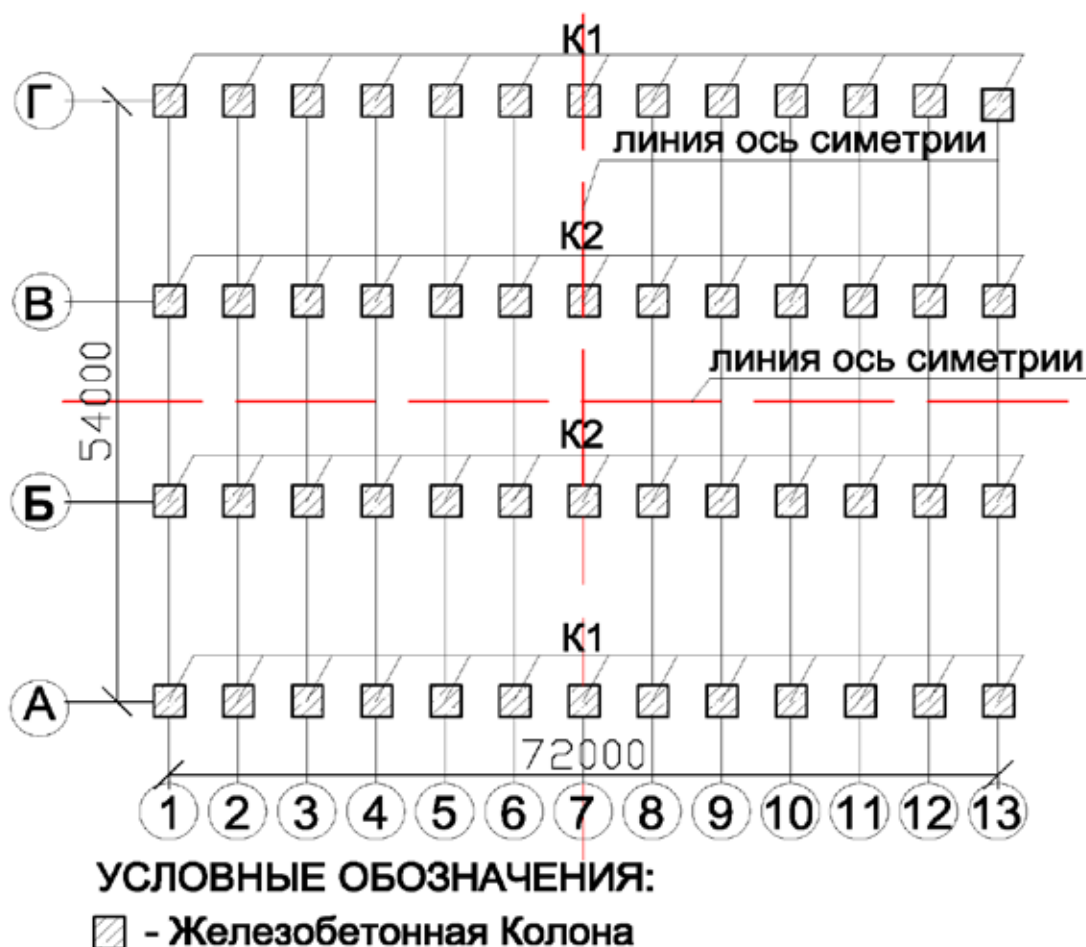 К1
Г
линия ось симетрии
К2
В
линия ось симетрии
54000
К2
Б
К1
А
72000
1 2 3 4 5 6 7 8 9 10 11 12 13
УСЛОВНЫЕ ОБОЗНАЧЕНИЯ:
- Железобетонная Колона